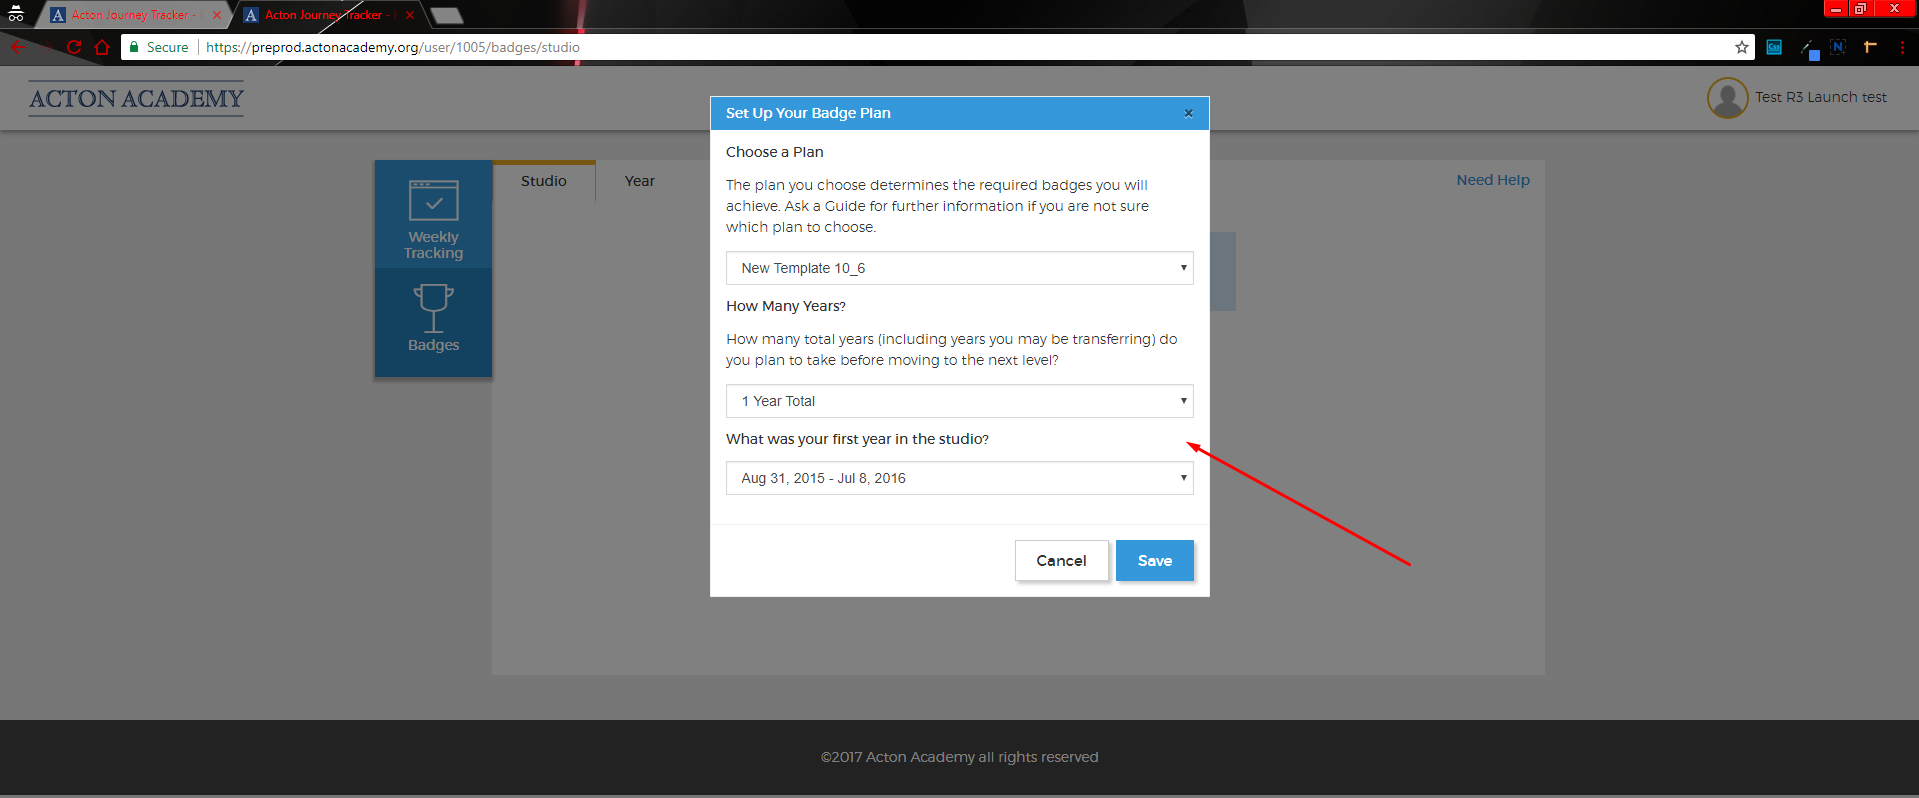 Acton Journey Tracker -
Acton Journey Tracker -
Secure
https://preprod.actonacademy.org/user/1005/badges/studio
ACTON ACADEMY
Test R3 Launch test
Set Up Your Badge Plan
×
Choose a Plan
The plan you choose determines the required badges you will
achieve. Ask a Guide for further information if you are not sure
which plan to choose.
New Template 10_6
How Many Years?
How many total years (including years you may be transferring) do
you plan to take before moving to the next level?
1 Year Total
What was your first year in the studio?
Aug 31, 2015 - Jul 8, 2016
Cancel
Save
Weekly
Tracking
Badges
Studio
Year
Need Help
©2017 Acton Academy all rights reserved